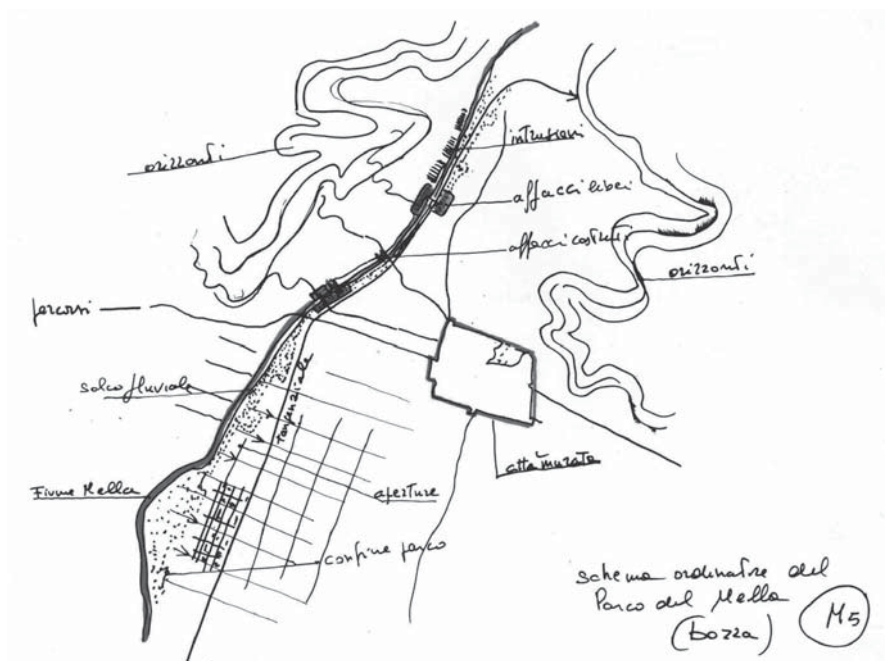 orizzonti
intrusioni
affacci liberi
affacci costruiti
orizzonti
percorsi
solco fluviale
tangenziale
città murata
Fiume Mella
aperture
confine parco
schema ordinatore del
Parco del Mella
(bozza)
M5